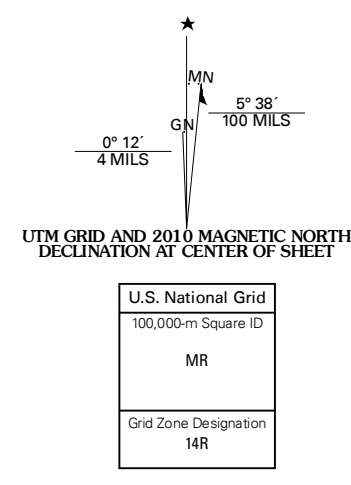 ★
MN
5° 38´
100 MILS
GN
0° 12´
4 MILS
UTM GRID AND 2010 MAGNETIC NORTH
DECLINATION AT CENTER OF SHEET
U.S. National Grid
100,000-m Square ID
MR
Grid Zone Designation
14R